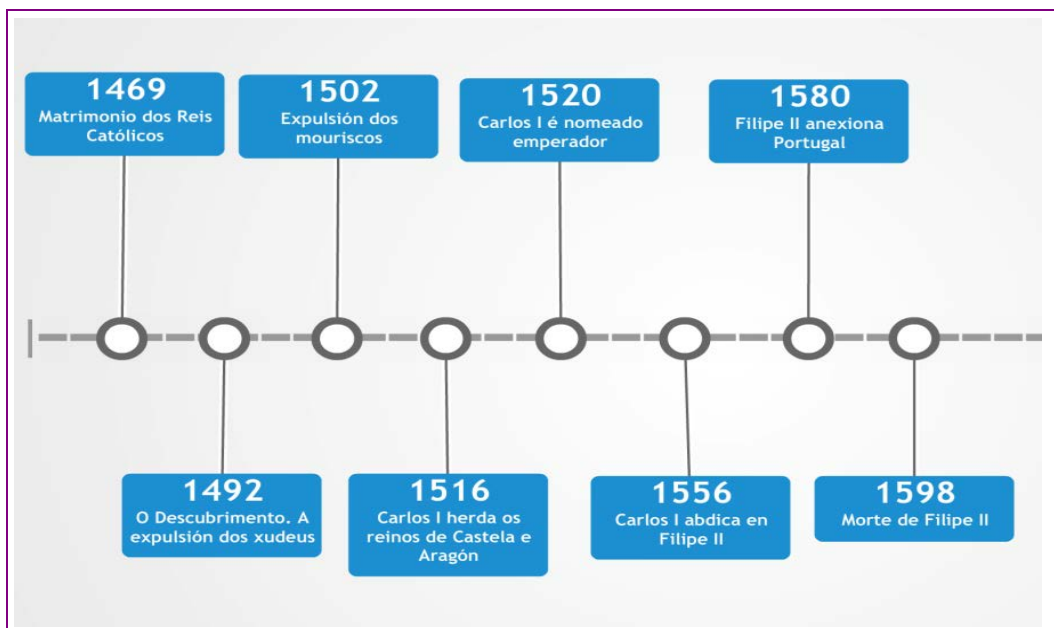 1469
Matrimonio dos Reis
Católicos
1502
Expulsión dos
mouriscos
1520
Carlos I é nomeado
emperador
1580
Filipe II anexiona
Portugal
1492
O Descubrimento. A
expulsión dos xudeus
1516
Carlos I herda os
reinos de Castela e
Aragón
1556
Carlos I abdica en
Filipe II
1598
Morte de Filipe II